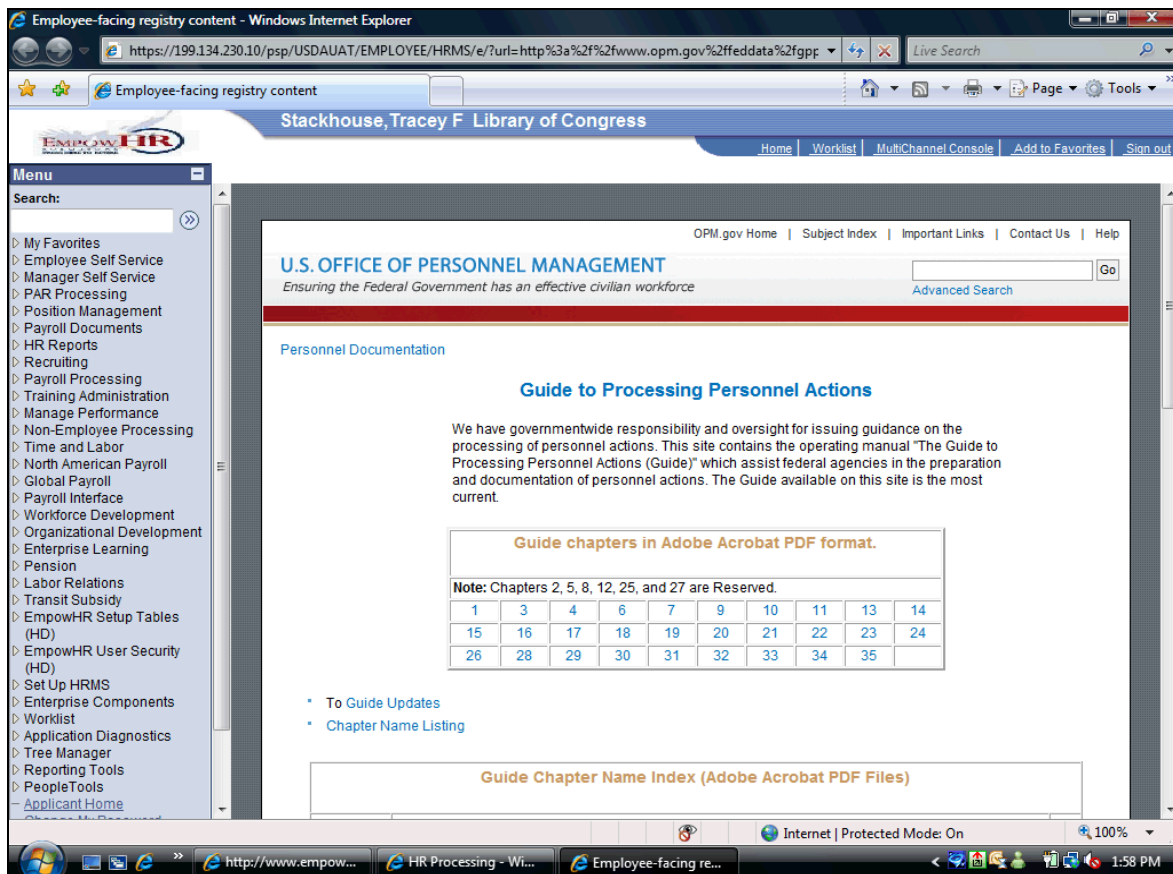 Employee-facing registry content - Windows Internet Explorer
https://199.134.230.10/psp/USDAUAT/EMPLOYEE/HRMS/e/?url=http%3a%2f%2fwww.opm.gov%2ffeddata%2fgpp
Live Search
Employee-facing registry content
Page
Tools
Stackhouse,Tracey F Library of Congress
EMPOWHR
Home | Worklist | MultiChannel Console | Add to Favorites | Sign out
Menu
Search:
My Favorites
Employee Self Service
Manager Self Service
PAR Processing
Position Management
Payroll Documents
HR Reports
Recruiting
Payroll Processing
Training Administration
Manage Performance
Non-Employee Processing
Time and Labor
North American Payroll
Global Payroll
Payroll Interface
Workforce Development
Organizational Development
Enterprise Learning
Pension
Labor Relations
Transit Subsidy
EmpowHR Setup Tables
(HD)
EmpowHR User Security
(HD)
Set Up HRMS
Enterprise Components
Worklist
Application Diagnostics
Tree Manager
Reporting Tools
PeopleTools
Applicant Home
OPM.gov Home | Subject Index | Important Links | Contact Us | Help
U.S. OFFICE OF PERSONNEL MANAGEMENT
Ensuring the Federal Government has an effective civilian workforce
Go
Advanced Search
Personnel Documentation
Guide to Processing Personnel Actions
We have governmentwide responsibility and oversight for issuing guidance on the
processing of personnel actions. This site contains the operating manual "The Guide to
Processing Personnel Actions (Guide)" which assist federal agencies in the preparation
and documentation of personnel actions. The Guide available on this site is the most
current.
Guide chapters in Adobe Acrobat PDF format.
Note: Chapters 2, 5, 8, 12, 25, and 27 are Reserved.
1 3 4 6 7 9 10 11 13 14
15 16 17 18 19 20 21 22 23 24
26 28 29 30 31 32 33 34 35
To Guide Updates
Chapter Name Listing
Guide Chapter Name Index (Adobe Acrobat PDF Files)
Internet | Protected Mode: On
100%
http://www.empow...
HR Processing - Wi...
Employee-facing re...
1:58 PM